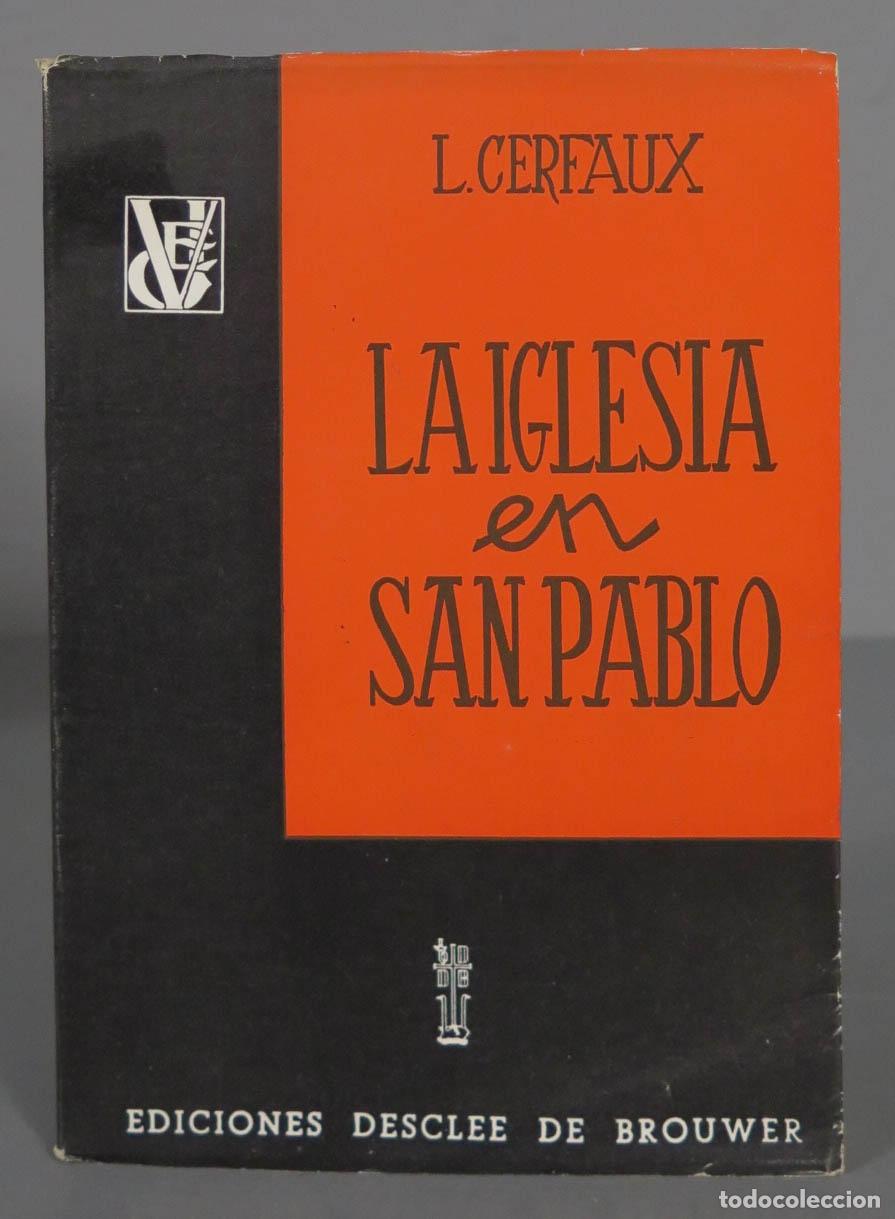 L. CERFAUX
LA IGLESIA
en
SAN PABLO
EDICIONES DESCLEE DE BROUWER
todocoleccion